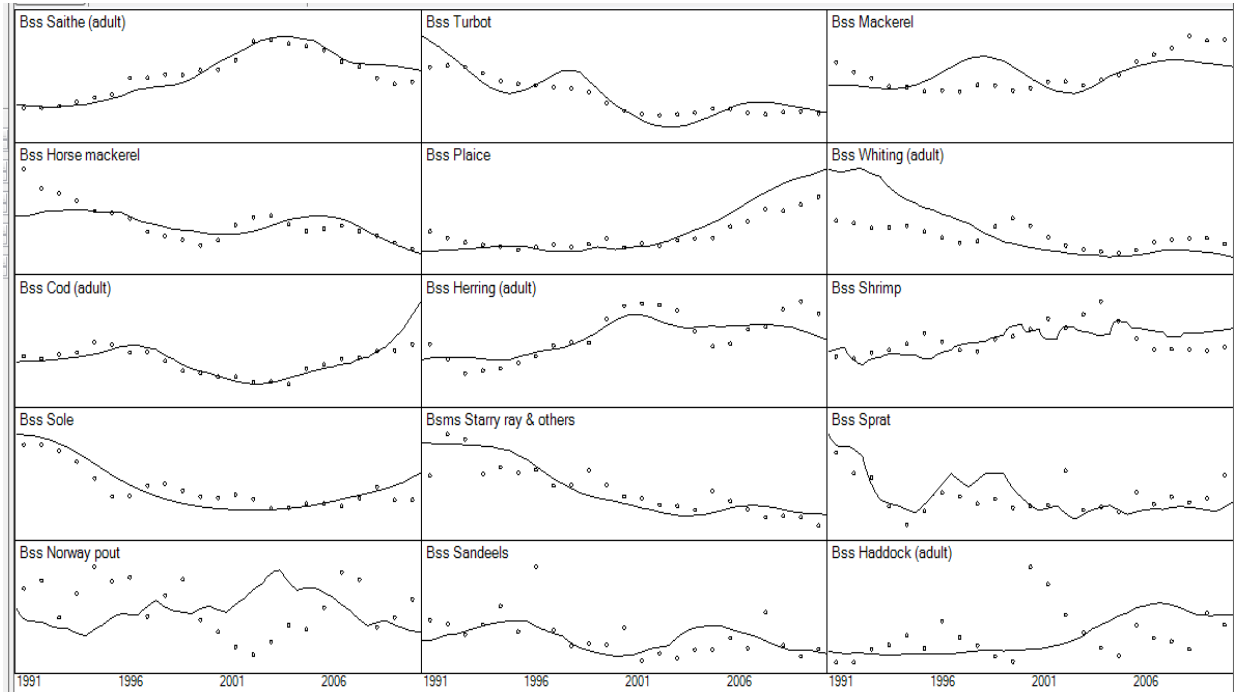 Bss Saithe (adult) Bss Turbot Bss Mackerel
Bss Horse mackerel Bss Plaice Bss Whiting (adult)
Bss Cod (adult) Bss Herring (adult) Bss Shrimp
Bss Sole Bsms Starry ray & others Bss Sprat
Bss Norway pout Bss Sandeels Bss Haddock (adult)
1991 1996 2001 2006 1991 1996 2001 2006 1991 1996 2001 2006